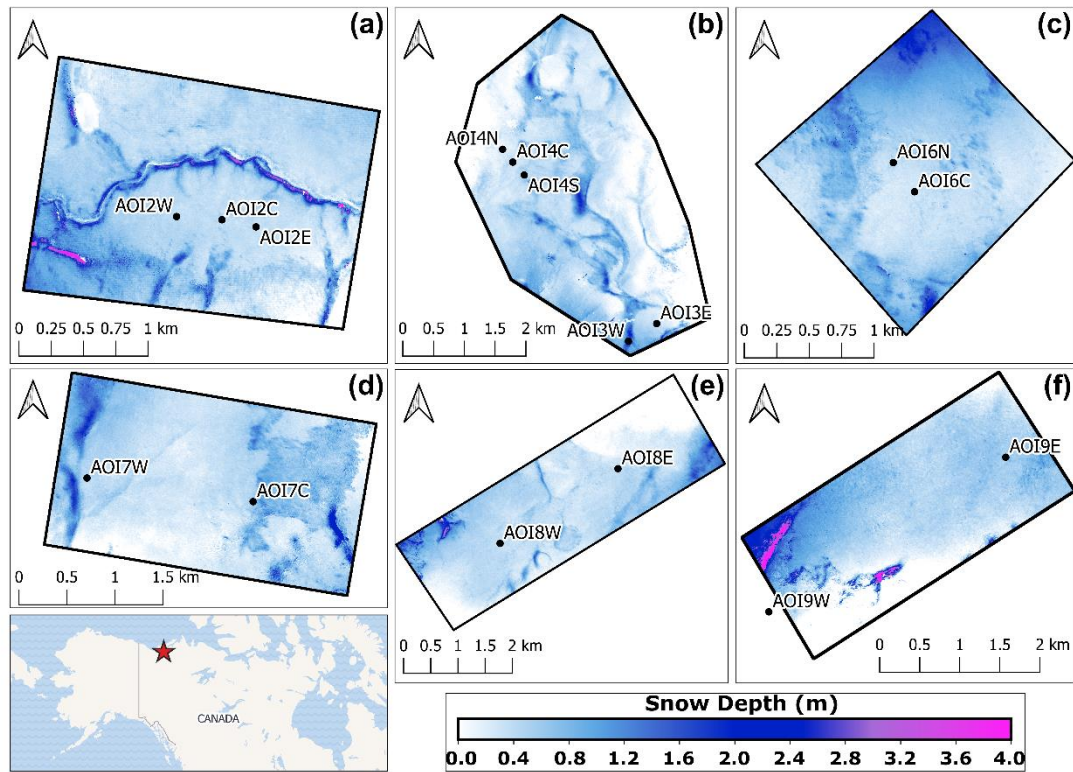 (a)
AOI2W
AOI2C
AOI2E
0 0.25 0.5 0.75 1 km
(b)
AOI4N
AOI4C
AOI4S
AOI3E
AOI3W
0 0.5 1 1.5 2 km
(c)
AOI6N
AOI6C
0 0.25 0.5 0.75 1 km
(d)
AOI7W
AOI7C
0 0.5 1 1.5 km
(e)
AOI8E
AOI8W
0 1 2 km
(f)
AOI9E
AOI9W
0 0.5 1 1.5 2 km
CANADA
Snow Depth (m)
0.0 0.4 0.8 1.2 1.6 2.0 2.4 2.8 3.2 3.6 4.0